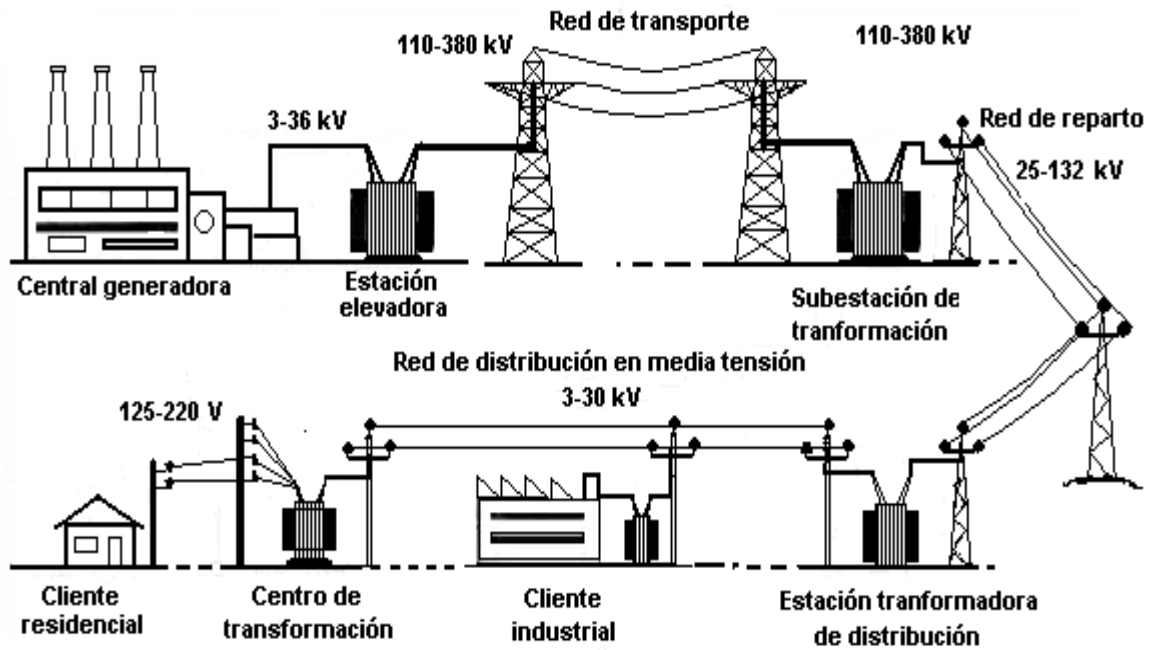 Red de transporte
110-380 kV
110-380 kV
3-36 kV
Red de reparto
25-132 kV
Central generadora
Estación
elevadora
Subestación de
tranformación
Red de distribución en media tensión
3-30 kV
125-220 V
Cliente
residencial
Centro de
transformación
Cliente
industrial
Estación tranformadora
de distribución